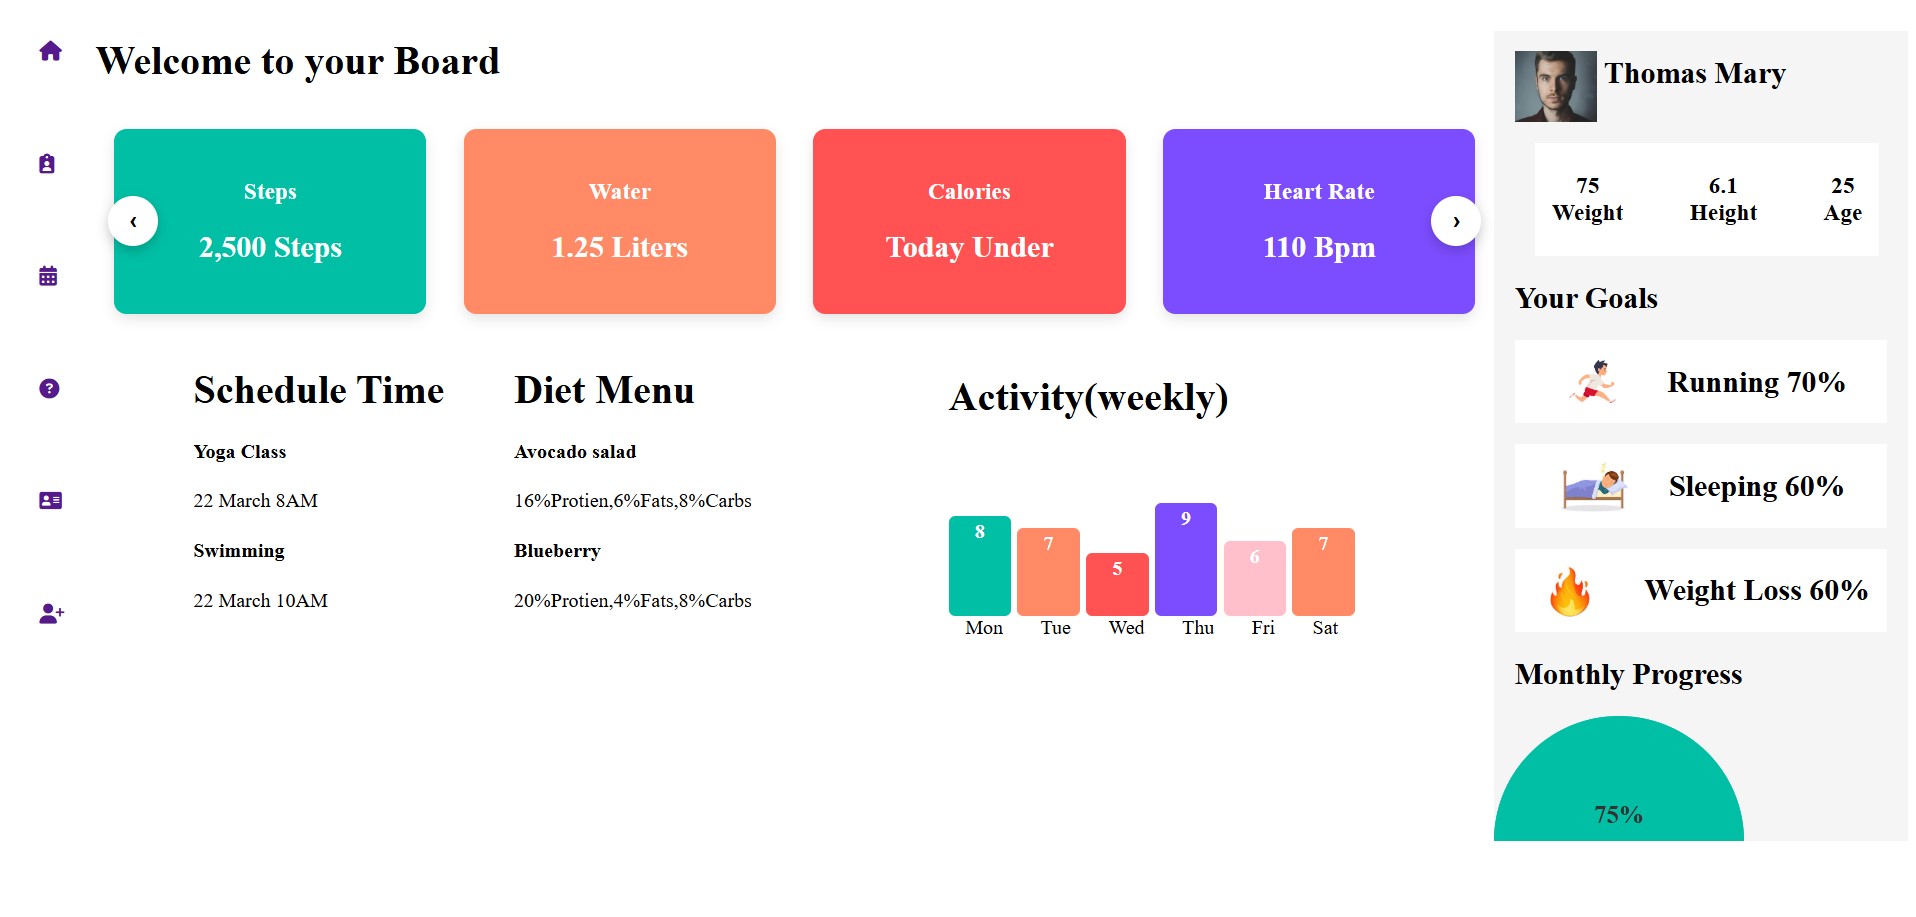 Welcome to your Board
Steps
2,500 Steps
Water
1.25 Liters
Calories
Today Under
Heart Rate
110 Bpm
‹
›
Schedule Time
Yoga Class
22 March 8AM
Swimming
22 March 10AM
Diet Menu
Avocado salad
16%Protien,6%Fats,8%Carbs
Blueberry
20%Protien,4%Fats,8%Carbs
Activity(weekly)
8 7 5 9 6 7
Mon Tue Wed Thu Fri Sat
Thomas Mary
75 6.1 25
Weight Height Age
Your Goals
Running 70%
Sleeping 60%
Weight Loss 60%
Monthly Progress
75%